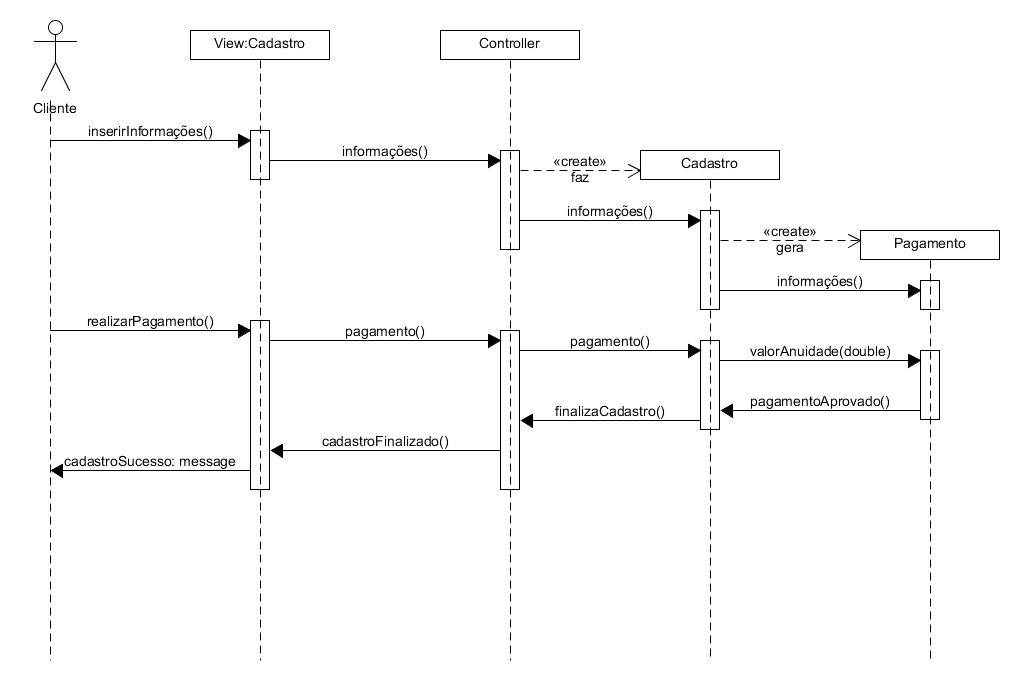 View:Cadastro
Controller
Cliente
inserirInformações()
informações()
«create»
faz
Cadastro
informações()
«create»
gera
Pagamento
informações()
realizarPagamento()
pagamento()
pagamento()
valorAnuidade(double)
pagamentoAprovado()
finalizaCadastro()
cadastroFinalizado()
cadastroSucesso: message